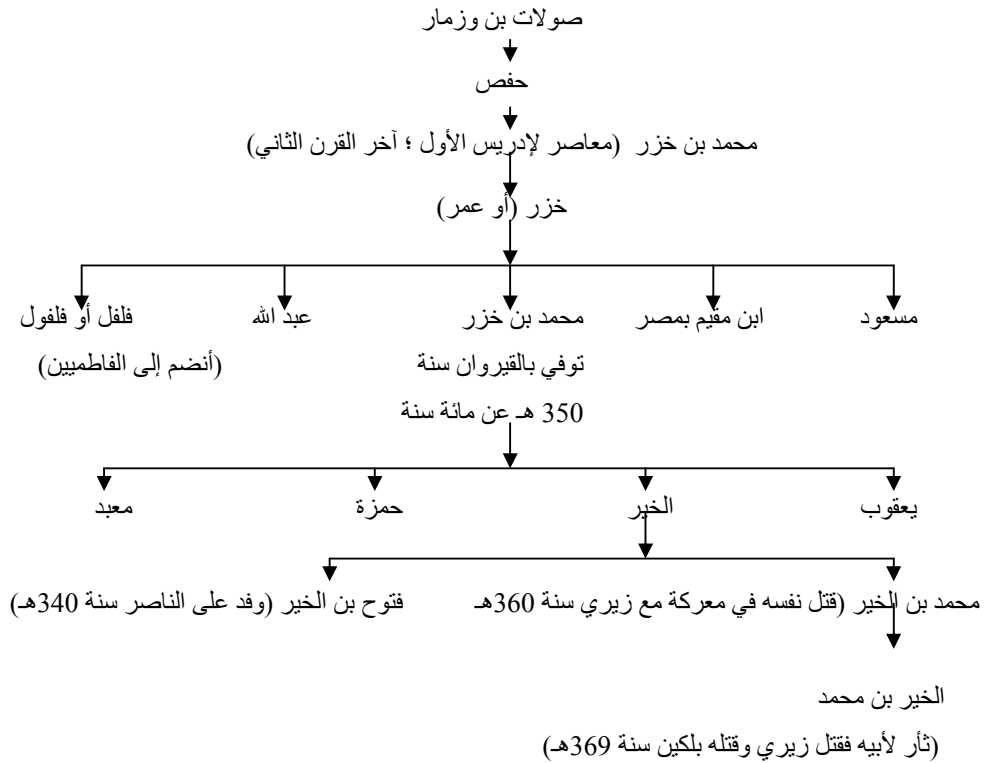 صولات بن وزمار
حفص
محمد بن خزر (معاصر لإدريس الأول ؛ آخر القرن الثاني)
خزر (أو عمر)
مسعود
ابن مقيم بمصر
محمد بن خزر
عبد الله
فلفل أو فلفول
توفي بالقيروان سنة
(أنضم إلى الفاطميين)
350 هـ عن مائة سنة
يعقوب
الخير
حمزة
معبد
محمد بن الخير (قتل نفسه في معركة مع زيري سنة 360هـ
فتوح بن الخير (وفد على الناصر سنة 340هـ)
الخير بن محمد
(ثأر لأبيه فقتل زيري وقتله بلكين سنة 369هـ)